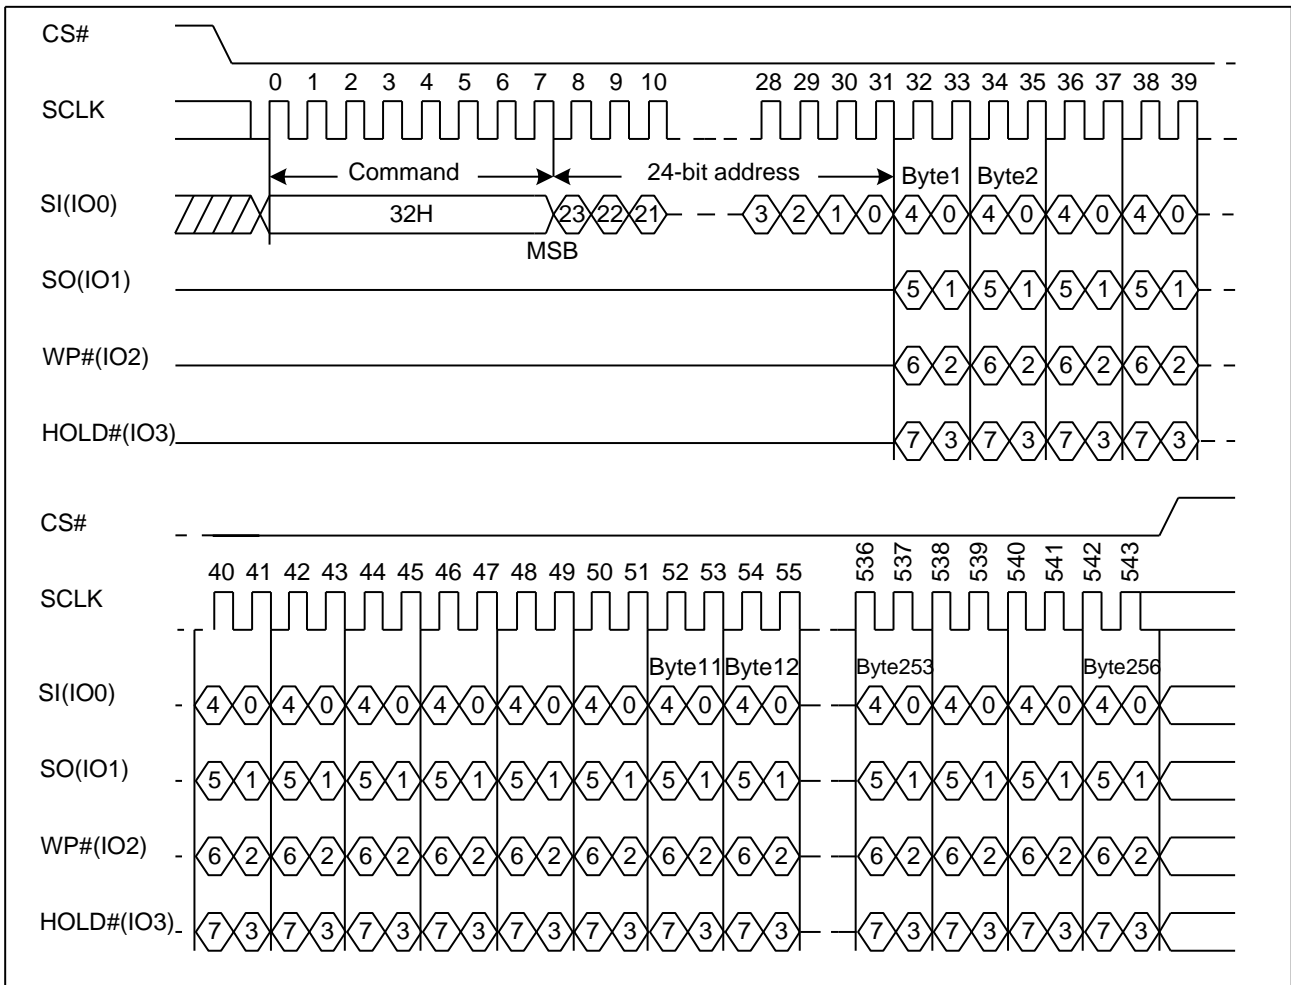 CS#
0 1 2 3 4 5 6 7 8 9 10 28 29 30 31 32 33 34 35 36 37 38 39
SCLK
Command 24-bit address Byte1 Byte2
SI(IO0) 32H 23 22 21 3 2 1 0 4 0 4 0 4 0 4 0
MSB
SO(IO1) 5 1 5 1 5 1 5 1
WP#(IO2) 6 2 6 2 6 2 6 2
HOLD#(IO3) 7 3 7 3 7 3 7 3
CS#
40 41 42 43 44 45 46 47 48 49 50 51 52 53 54 55 536 537 538 539 540 541 542 543
SCLK
Byte11 Byte12 Byte253 Byte256
SI(IO0) 4 0 4 0 4 0 4 0 4 0 4 0 4 0 4 0 4 0 4 0 4 0 4 0
SO(IO1) 5 1 5 1 5 1 5 1 5 1 5 1 5 1 5 1 5 1 5 1 5 1 5 1
WP#(IO2) 6 2 6 2 6 2 6 2 6 2 6 2 6 2 6 2 6 2 6 2 6 2 6 2
HOLD#(IO3) 7 3 7 3 7 3 7 3 7 3 7 3 7 3 7 3 7 3 7 3 7 3 7 3